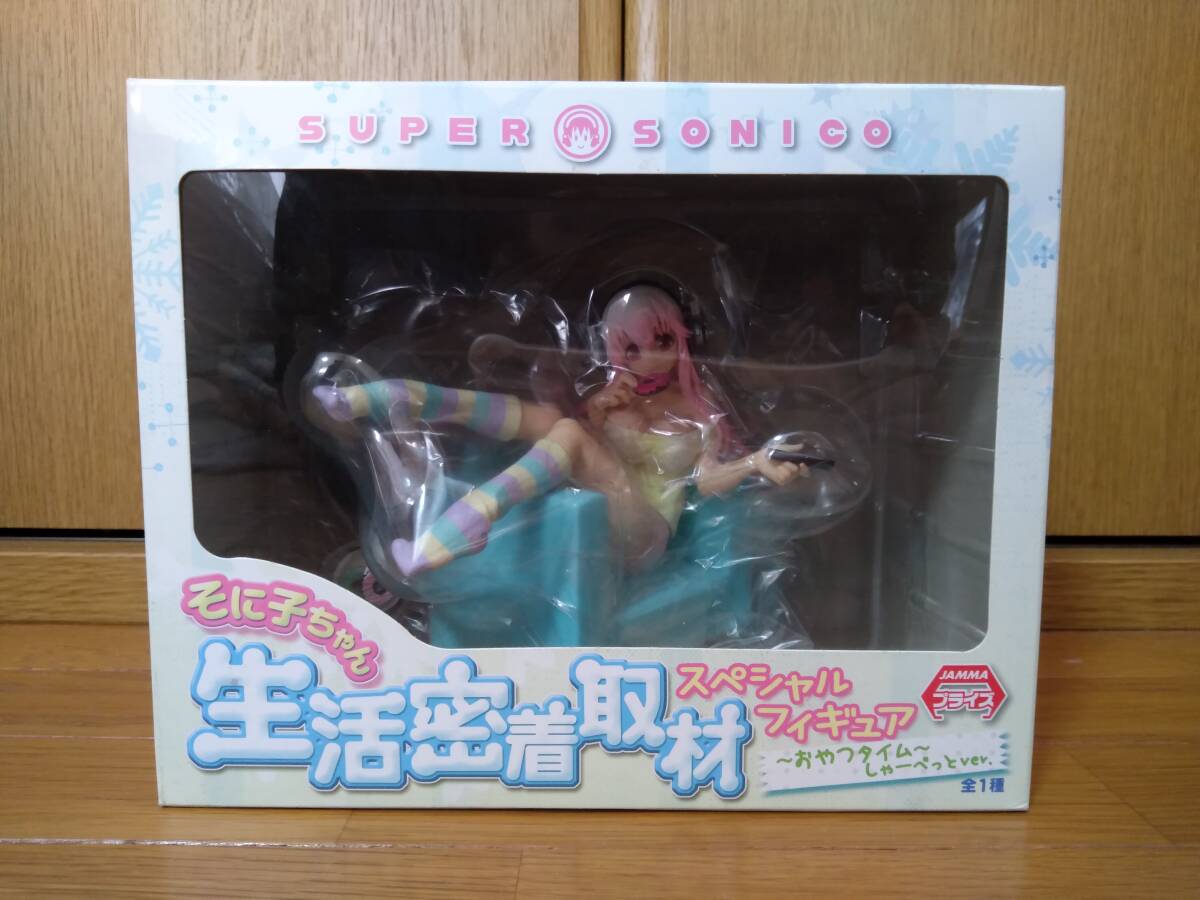 SUPER SONICO
そに子ちゃん
生活密着取材
スペシャル
フィギュア
JAMMA
プライズ
～おやつタイム～
しゃーべっとver.
全1種